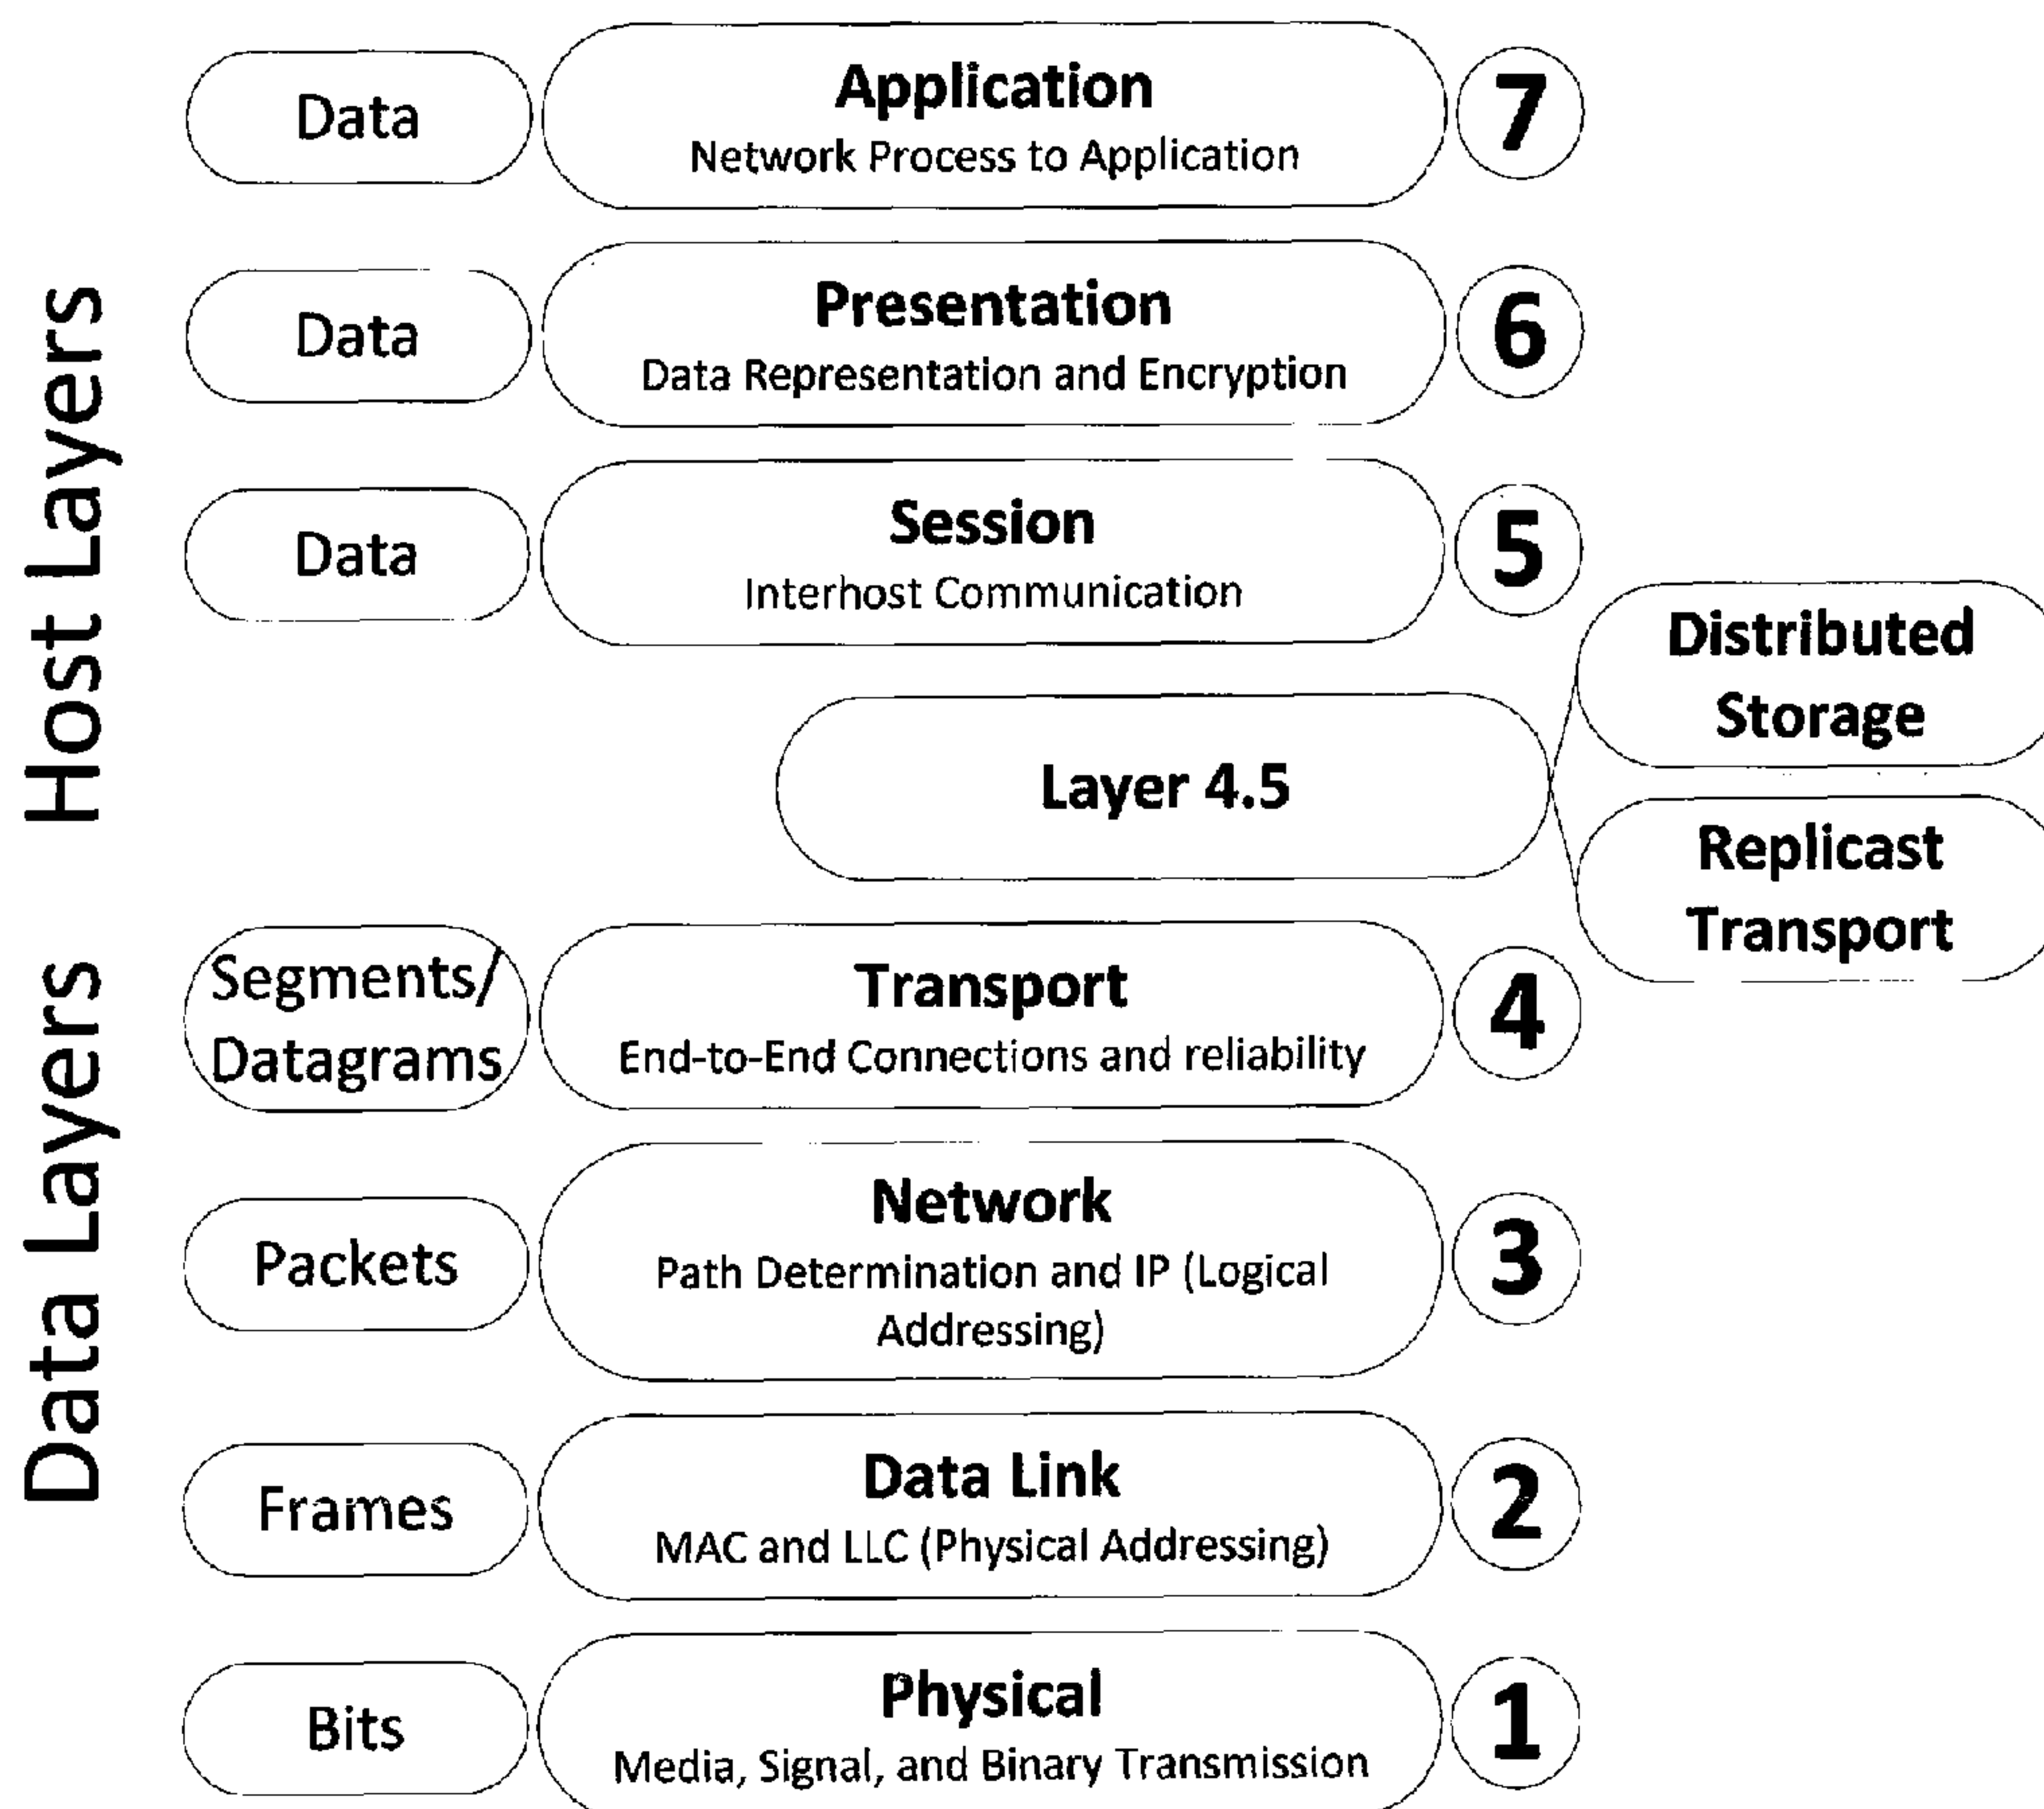 Host Layers
Data
Application
Network Process to Application
7
Data
Presentation
Data Representation and Encryption
6
Data
Session
Interhost Communication
5
Layer 4.5
Distributed
Storage
Replicast
Transport
Data Layers
Segments/
Datagrams
Transport
End-to-End Connections and reliability
4
Packets
Network
Path Determination and IP (Logical
Addressing)
3
Frames
Data Link
MAC and LLC (Physical Addressing)
2
Bits
Physical
Media, Signal, and Binary Transmission
1